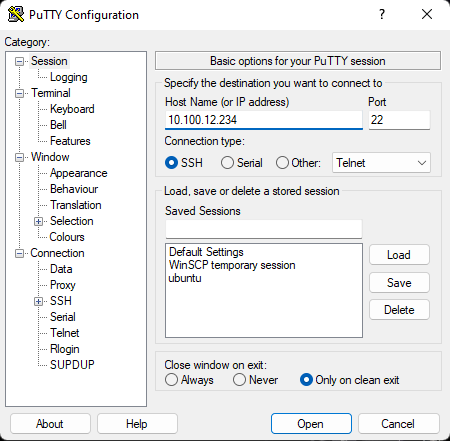 PuTTY Configuration
?
Category:
Session
Logging
Terminal
Keyboard
Bell
Features
Window
Appearance
Behaviour
Translation
Selection
Colours
Connection
Data
Proxy
SSH
Serial
Telnet
Rlogin
SUPDUP
Basic options for your PuTTY session
Specify the destination you want to connect to
Host Name (or IP address) Port
10.100.12.234 22
Connection type:
SSH Serial Other: Telnet
Load, save or delete a stored session
Saved Sessions
Default Settings
WinSCP temporary session
ubuntu
Load
Save
Delete
Close window on exit:
Always Never Only on clean exit
About Help Open Cancel